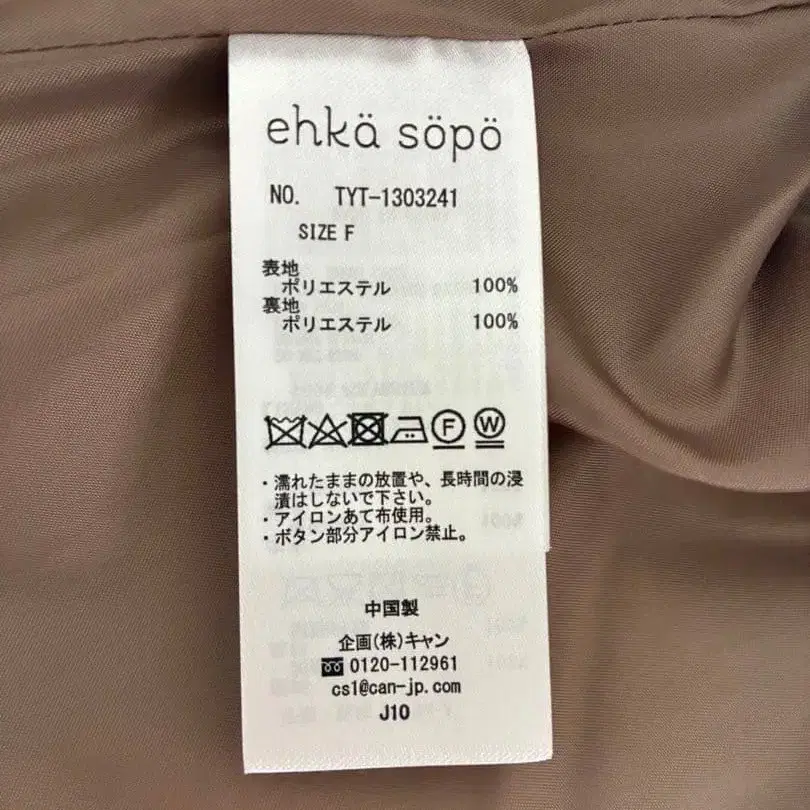 ehkä söpö
NO. TYT-1303241
SIZE F
表地
ポリエステル 100%
裏地
ポリエステル 100%
F W
・濡れたままの放置や、長時間の浸
漬はしないで下さい。
・アイロンあて布使用。
・ボタン部分アイロン禁止。
中国製
企画(株)キャン
0120-112961
cs1@can-jp.com
J10